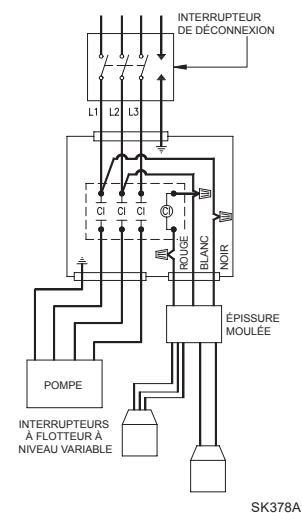 INTERRUPTEUR
DE DÉCONNEXION
L1 L2 L3
CI CI CI CI
ROUGE
BLANC
NOIR
ÉPISSURE
MOULÉE
POMPE
INTERRUPTEURS
À FLOTTEUR À
NIVEAU VARIABLE
SK378A